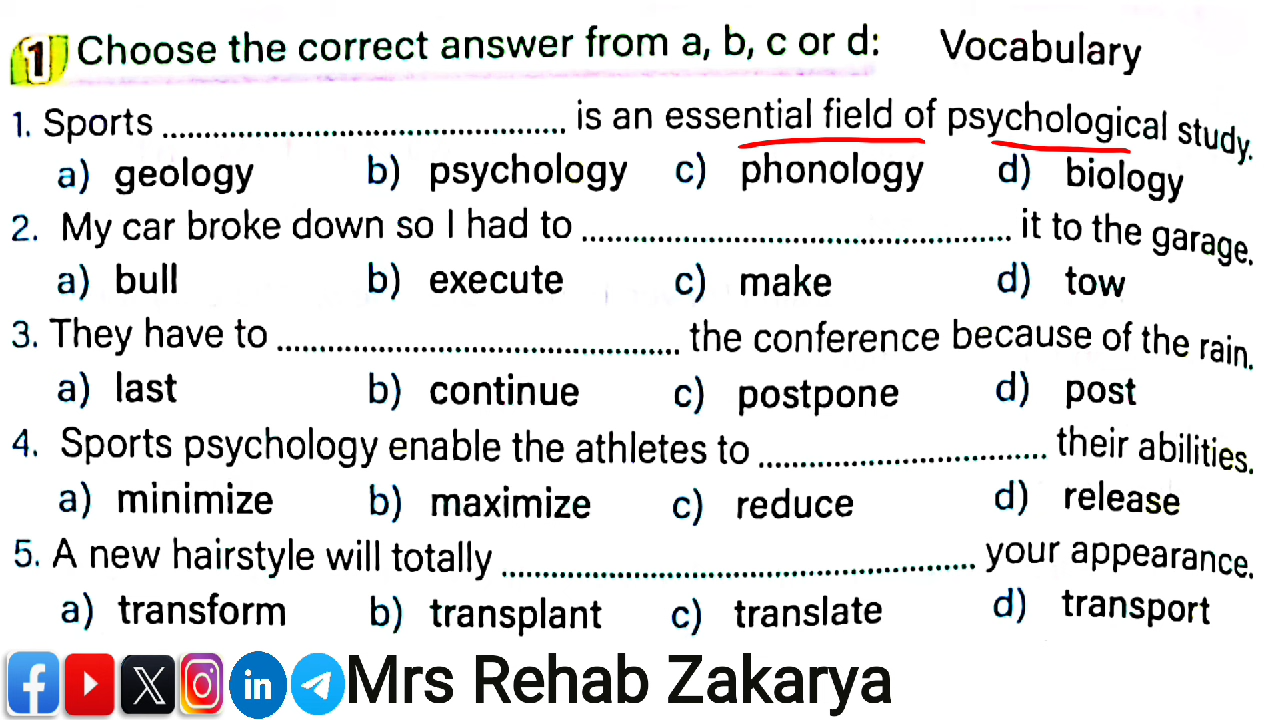 1 Choose the correct answer from a, b, c or d: Vocabulary
1. Sports ........................................ is an essential field of psychological study.
a) geology b) psychology c) phonology d) biology
2. My car broke down so I had to ........................................ it to the garage.
a) bull b) execute c) make d) tow
3. They have to ........................................ the conference because of the rain.
a) last b) continue c) postpone d) post
4. Sports psychology enable the athletes to ........................................ their abilities.
a) minimize b) maximize c) reduce d) release
5. A new hairstyle will totally ........................................ your appearance.
a) transform b) transplant c) translate d) transport
Mrs Rehab Zakarya